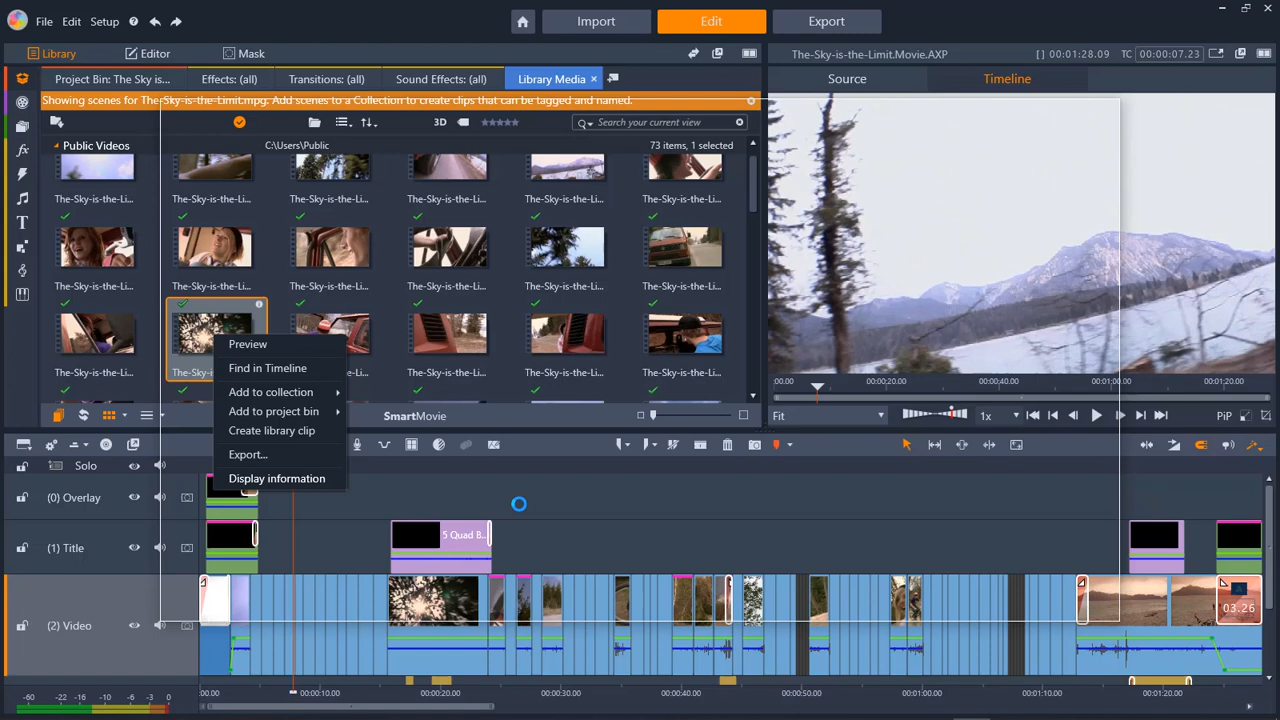 File Edit Setup ? Import Edit Export
Library Editor Mask The-Sky-is-the-Limit.Movie.AXP [] 00:01:28.09 TC 00:00:07.23
Project Bin: The Sky is... Effects: (all) Transitions: (all) Sound Effects: (all) Library Media × Source Timeline
Showing scenes for The-Sky-is-the-Limit.mpg. Add scenes to a Collection to create clips that can be tagged and named.
3D Search your current view
Public Videos C:\Users\Public 73 items, 1 selected
The-Sky-is-the-Li... The-Sky-is-the-Li... The-Sky-is-the-Li... The-Sky-is-the-Li... The-Sky-is-the-Li... The-Sky-is-the-Li...
The-Sky-is-the-Li... The-Sky-is-the-Li... The-Sky-is-the-Li... The-Sky-is-the-Li... The-Sky-is-the-Li... The-Sky-is-the-Li...
Preview
Find in Timeline
The-Sky-is-the-Li... The-Sky-is The-Sky-is-the-Li... The-Sky-is-the-Li... The-Sky-is-the-Li...
:00.00 00:00:20.00 00:00:40.00 00:01:00.00 00:01:20.00
Add to collection
Add to project bin
SmartMovie Fit 1x PiP
Create library clip
Export...
Display information
Solo
(0) Overlay
(1) Title 5 Quad B..
(2) Video 03.26
-60 -22 -16 -10 -6 -3 0 :00.00 00:00:10.00 00:00:20.00 00:00:30.00 00:00:40.00 00:00:50.00 00:01:00.00 00:01:10.00 00:01:20.00